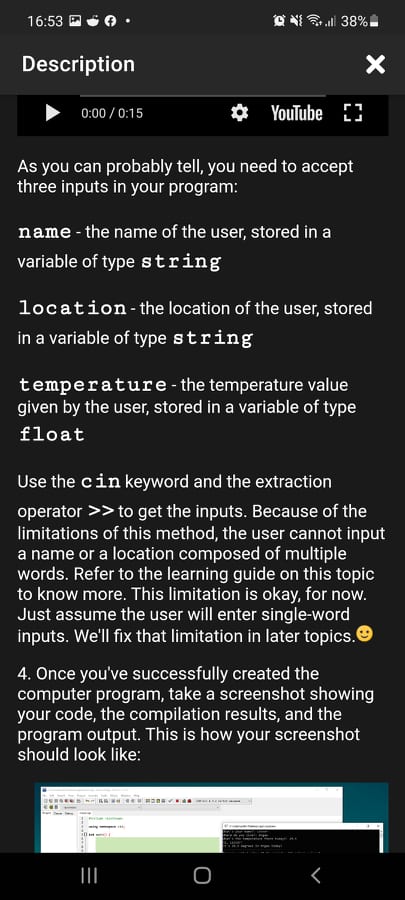 16:53
38%
Description
0:00 / 0:15
YouTube
As you can probably tell, you need to accept
three inputs in your program:
name - the name of the user, stored in a
variable of type string
location - the location of the user, stored
in a variable of type string
temperature - the temperature value
given by the user, stored in a variable of type
float
Use the cin keyword and the extraction
operator >> to get the inputs. Because of the
limitations of this method, the user cannot input
a name or a location composed of multiple
words. Refer to the learning guide on this topic
to know more. This limitation is okay, for now.
Just assume the user will enter single-word
inputs. We'll fix that limitation in later topics.🙂
4. Once you've successfully created the
computer program, take a screenshot showing
your code, the compilation results, and the
program output. This is how your screenshot
should look like: